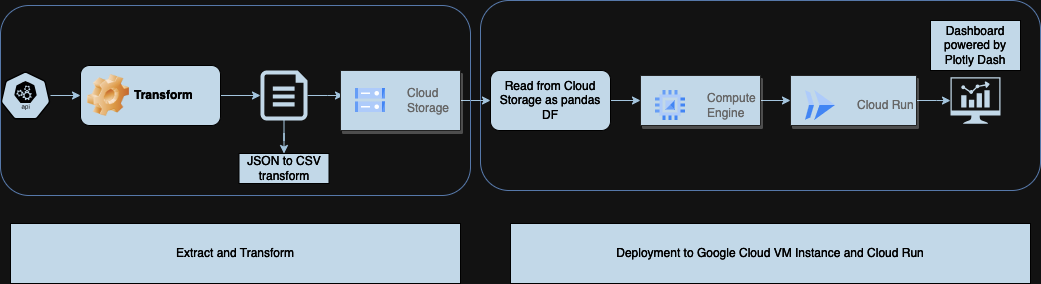 api
Transform
JSON to CSV
transform
Cloud
Storage
Read from Cloud
Storage as pandas
DF
Compute
Engine
Cloud Run
Dashboard
powered by
Plotly Dash
Extract and Transform
Deployment to Google Cloud VM Instance and Cloud Run